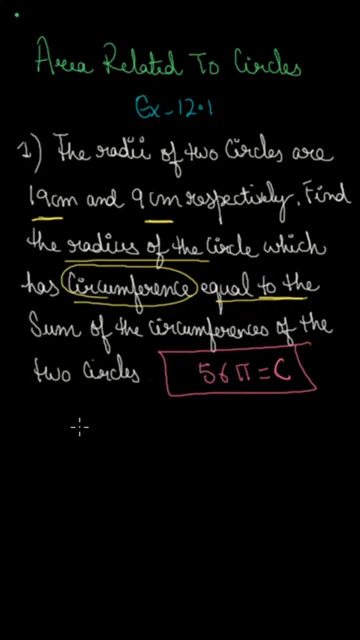 Area Related To Circles
Ex-12.1
1) The radii of two Circles are
19cm and 9cm respectively. Find
the radius of the Circle which
has Circumference equal to the
Sum of the circumferences of the
two Circles
56π=C